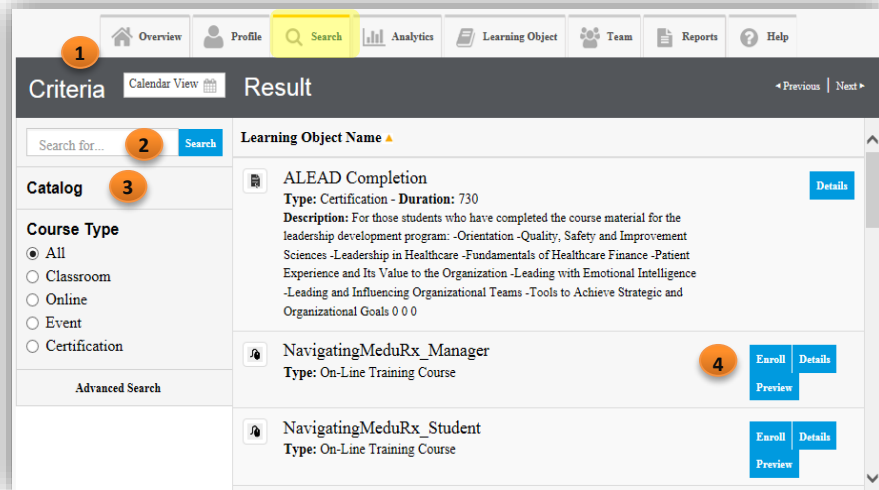 Overview Profile Search Analytics Learning Object Team Reports Help
1
Criteria Calendar View Result ◂Previous | Next▸
Search for... 2 Search Learning Object Name ▲
Catalog 3
ALEAD Completion Details
Type: Certification - Duration: 730
Description: For those students who have completed the course material for the
leadership development program: -Orientation -Quality, Safety and Improvement
Sciences -Leadership in Healthcare -Fundamentals of Healthcare Finance -Patient
Experience and Its Value to the Organization -Leading with Emotional Intelligence
-Leading and Influencing Organizational Teams -Tools to Achieve Strategic and
Organizational Goals 0 0 0
Course Type
All
Classroom
Online
Event
Certification
Advanced Search
NavigatingMeduRx_Manager
Type: On-Line Training Course
4 Enroll Details
Preview
NavigatingMeduRx_Student
Type: On-Line Training Course
Enroll Details
Preview